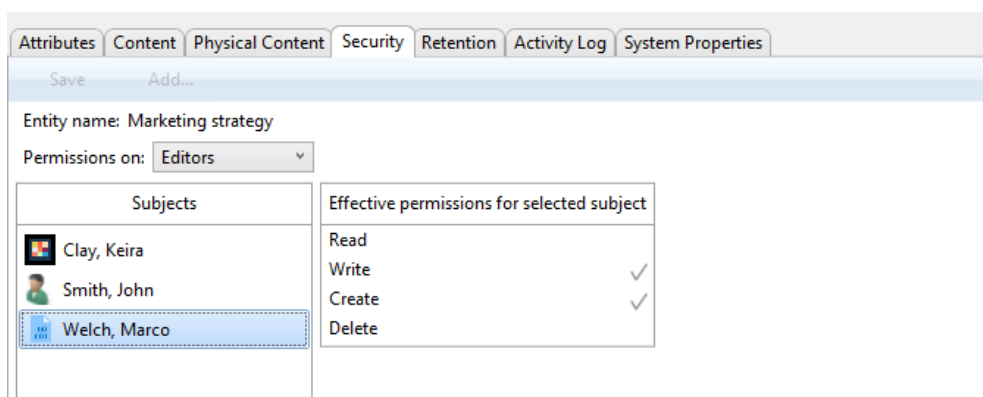 Attributes Content Physical Content Security Retention Activity Log System Properties
Save Add...
Entity name: Marketing strategy
Permissions on: Editors
Subjects
Clay, Keira
Smith, John
Welch, Marco
Effective permissions for selected subject
Read
Write
Create
Delete